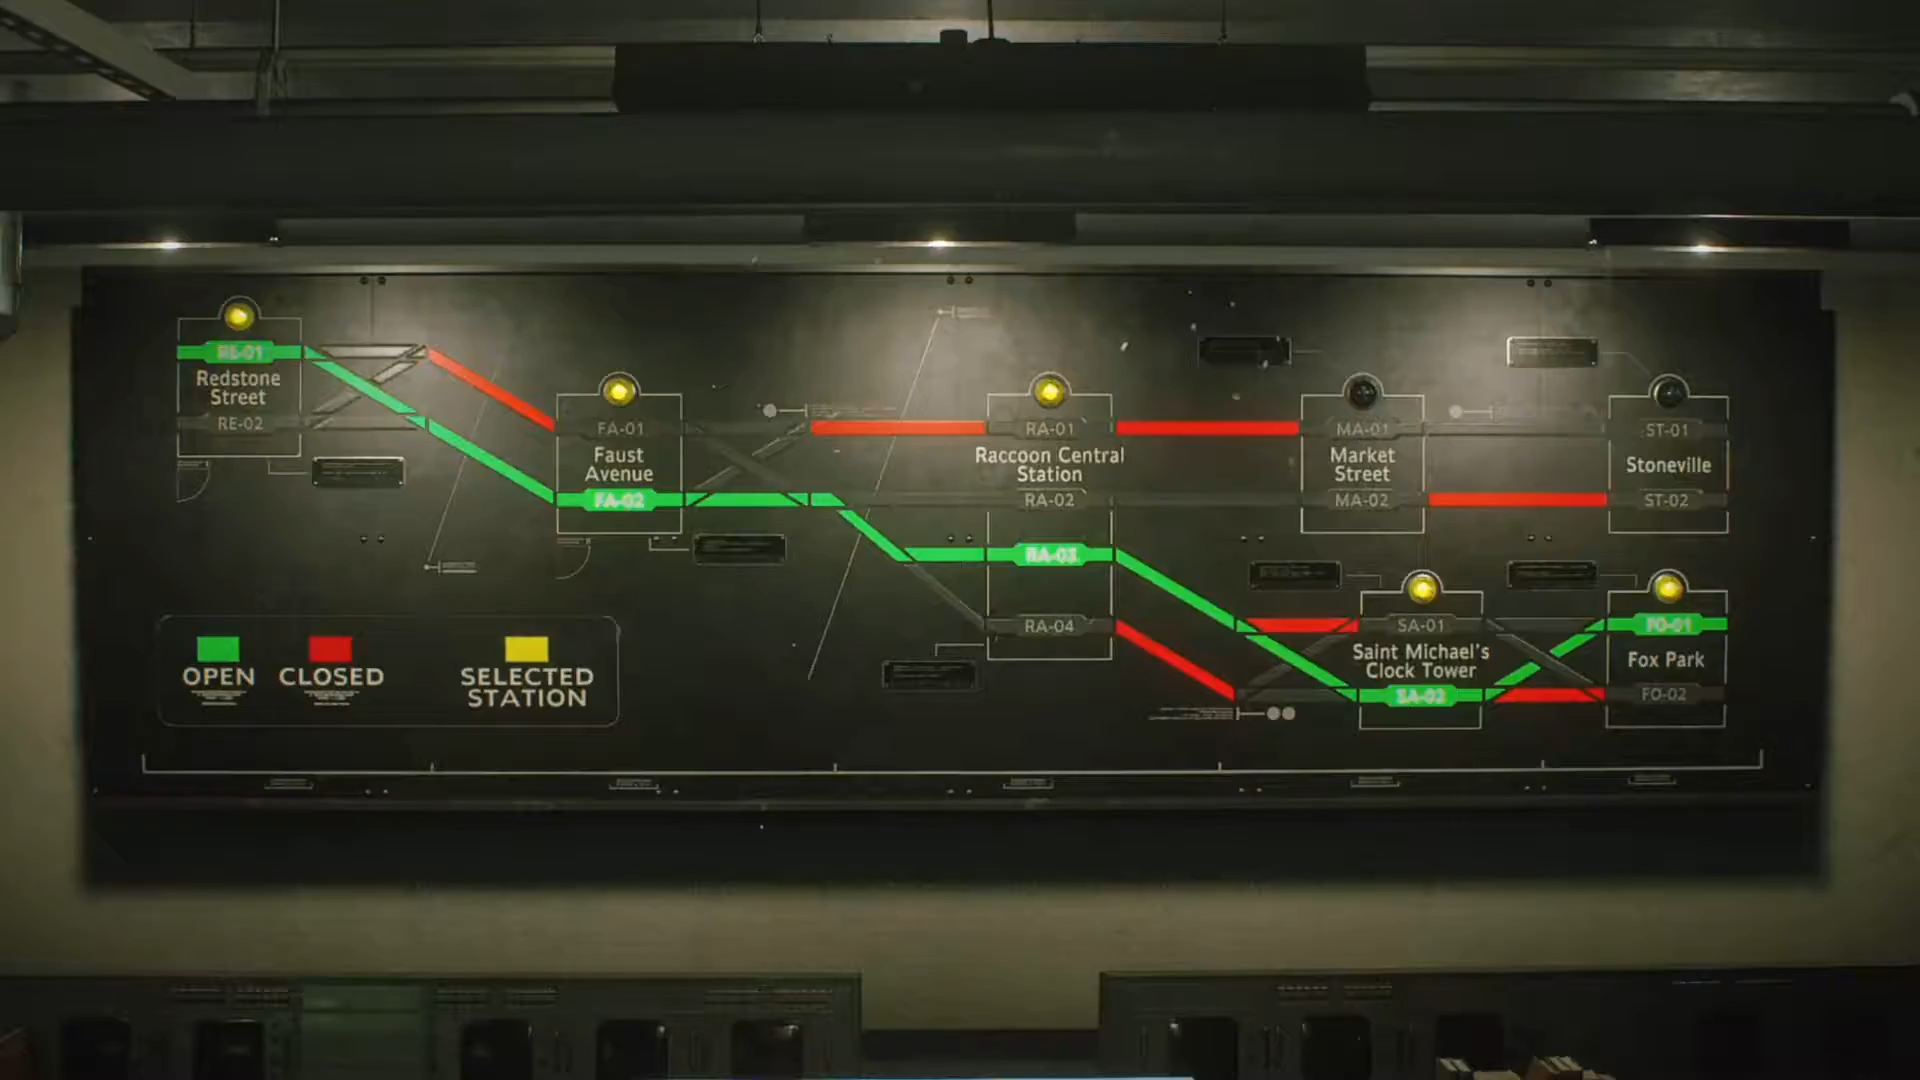 RE-01
Redstone
Street
RE-02
FA-01
Faust
Avenue
FA-02
RA-01
Raccoon Central
Station
RA-02
RA-03
RA-04
MA-01
Market
Street
MA-02
ST-01
Stoneville
ST-02
SA-01
Saint Michael's
Clock Tower
SA-02
FO-01
Fox Park
FO-02
OPEN
CLOSED
SELECTED
STATION